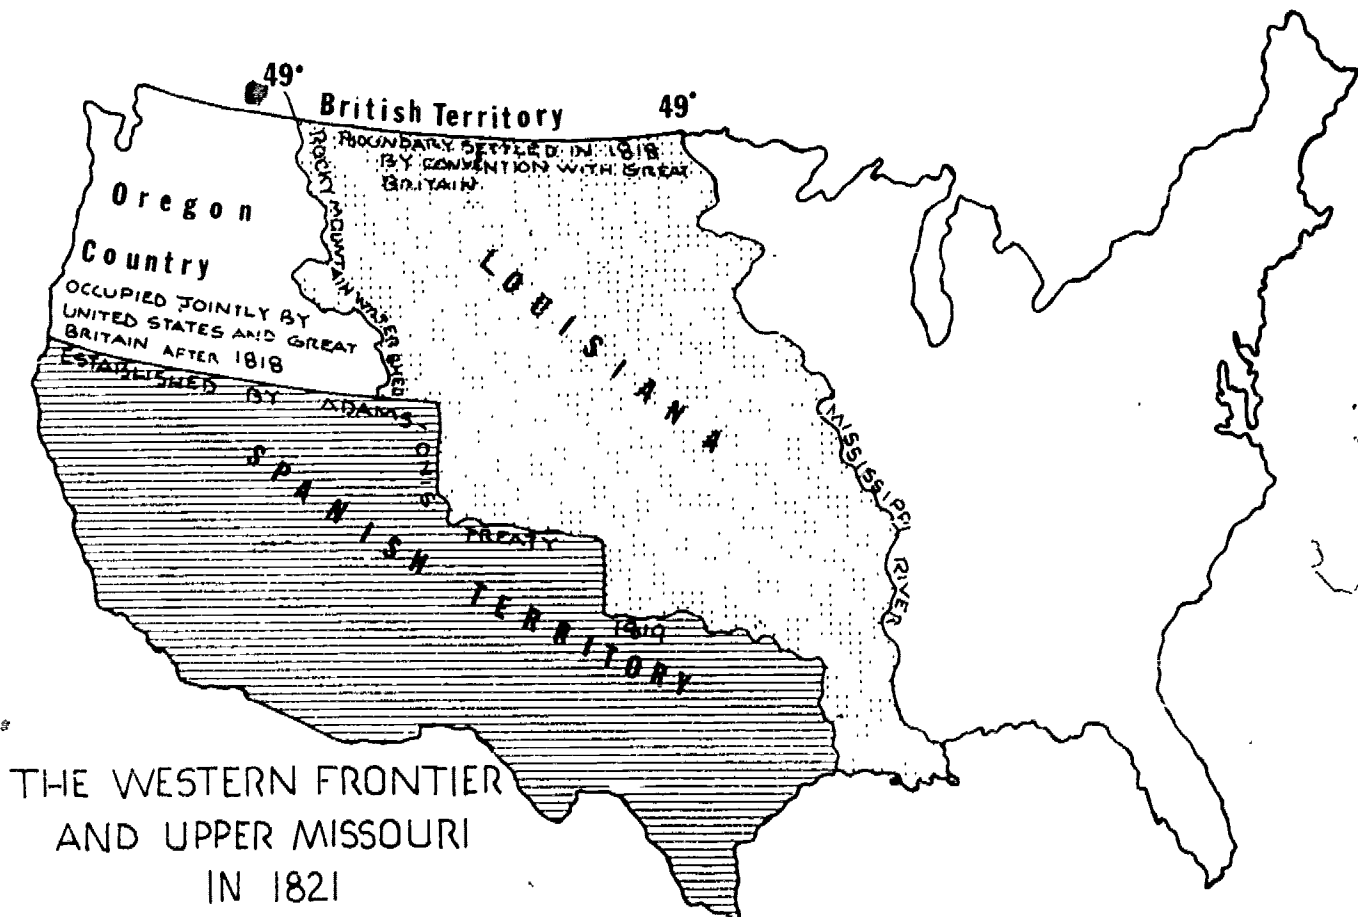 49°
British Territory
49°
BOUNDARY SETTLED IN 1818
BY CONVENTION WITH GREAT
BRITAIN
ROCKY MOUNTAIN WATER SHED
Oregon
Country
OCCUPIED JOINTLY BY
UNITED STATES AND GREAT
BRITAIN AFTER 1818
LOUISIANA
ESTABLISHED BY ADAMS-
ONIS
TREATY
1819
SPANISH TERRITORY
MISSISSIPPI
RIVER
THE WESTERN FRONTIER
AND UPPER MISSOURI
IN 1821